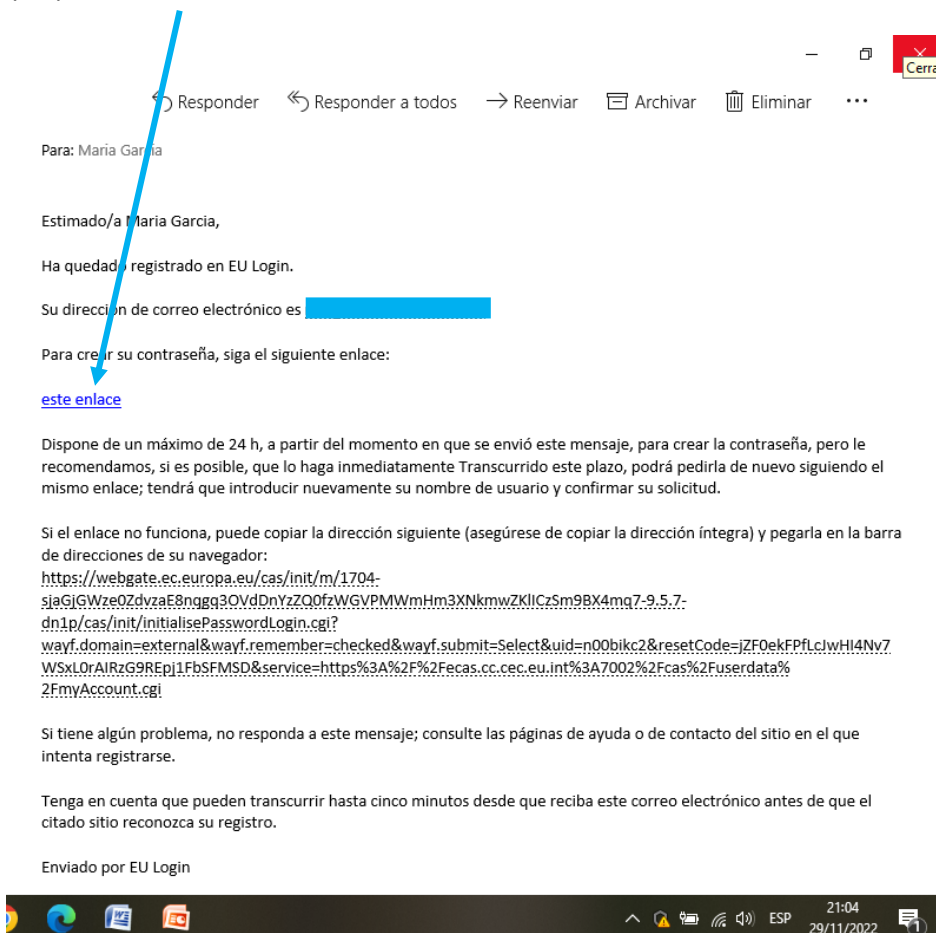 Cerra
Responder Responder a todos Reenviar Archivar Eliminar ...
Para: Maria Garcia
Estimado/a Maria Garcia,
Ha quedado registrado en EU Login.
Su dirección de correo electrónico es
Para crear su contraseña, siga el siguiente enlace:
este enlace
Dispone de un máximo de 24 h, a partir del momento en que se envió este mensaje, para crear la contraseña, pero le
recomendamos, si es posible, que lo haga inmediatamente Transcurrido este plazo, podrá pedirla de nuevo siguiendo el
mismo enlace; tendrá que introducir nuevamente su nombre de usuario y confirmar su solicitud.
Si el enlace no funciona, puede copiar la dirección siguiente (asegúrese de copiar la dirección íntegra) y pegarla en la barra
de direcciones de su navegador:
https://webgate.ec.europa.eu/cas/init/m/1704-
sjaGjGWze0ZdvzaE8nqgq3OVdDnYzZQ0fzWGVPMWmHm3XNkmwZKlICzSm9BX4mq7-9.5.7-
dn1p/cas/init/initialisePasswordLogin.cgi?
wayf.domain=external&wayf.remember=checked&wayf.submit=Select&uid=n00bikc2&resetCode=jZF0ekFPfLcJwHI4Nv7
WSxL0rAIRzG9REpj1FbSFMSD&service=https%3A%2F%2Fecas.cc.cec.eu.int%3A7002%2Fcas%2Fuserdata%
2FmyAccount.cgi
Si tiene algún problema, no responda a este mensaje; consulte las páginas de ayuda o de contacto del sitio en el que
intenta registrarse.
Tenga en cuenta que pueden transcurrir hasta cinco minutos desde que reciba este correo electrónico antes de que el
citado sitio reconozca su registro.
Enviado por EU Login
ESP 21:04
29/11/2022 1